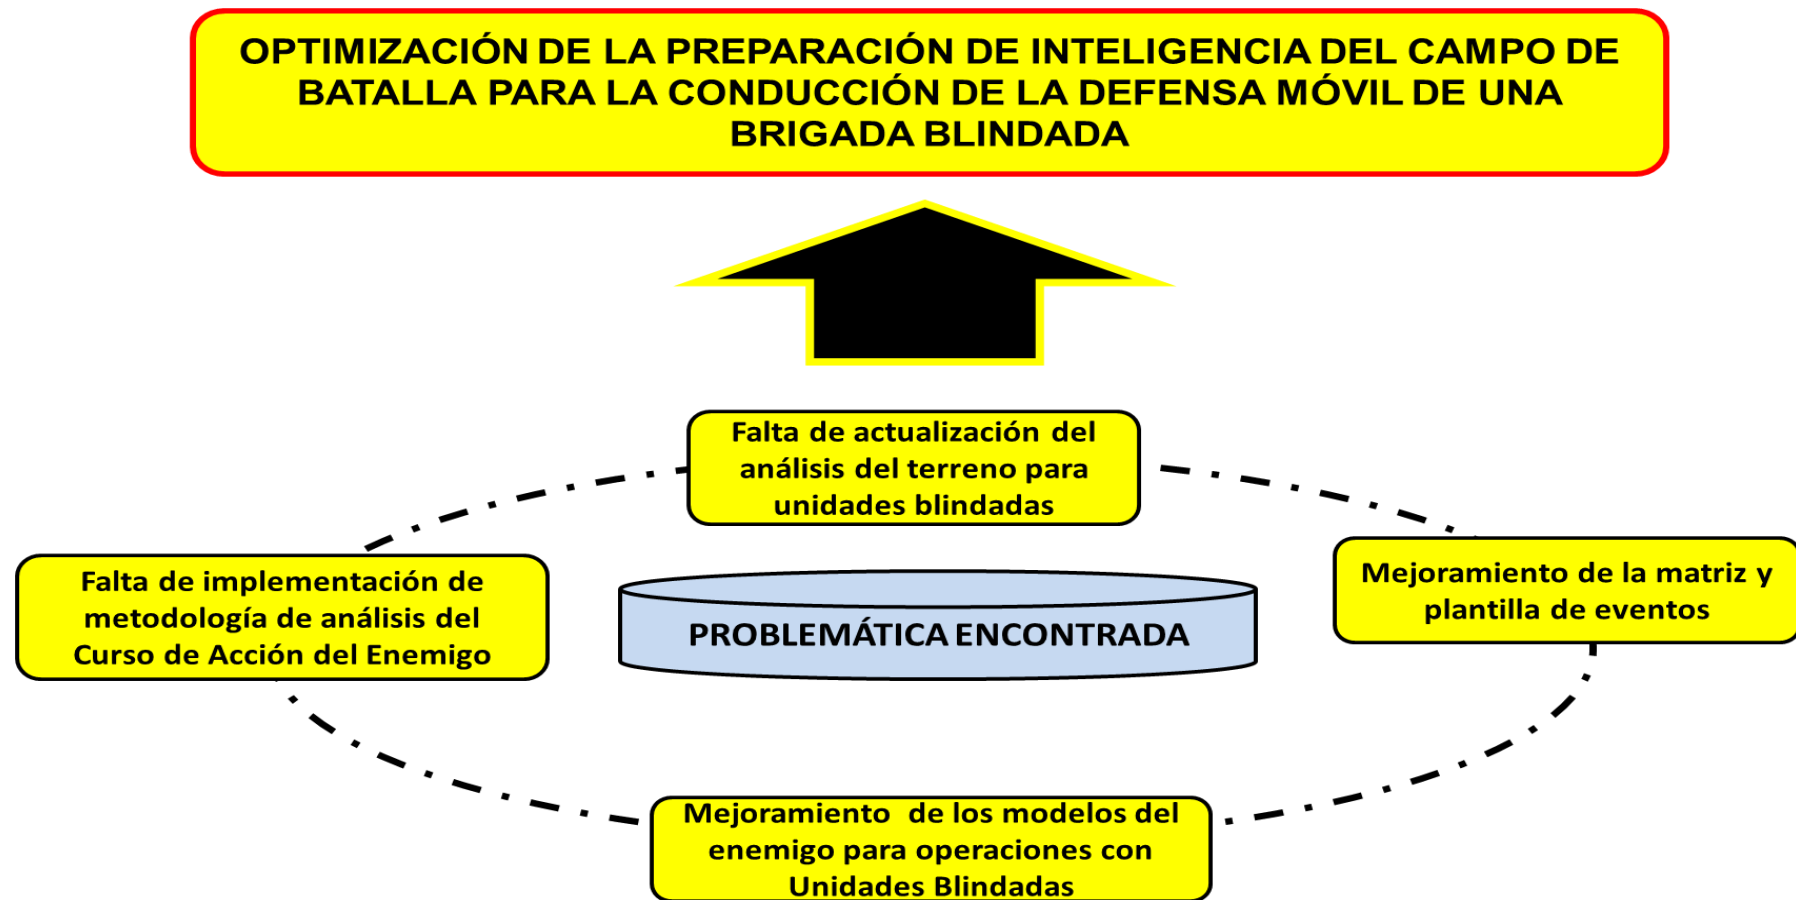 OPTIMIZACIÓN DE LA PREPARACIÓN DE INTELIGENCIA DEL CAMPO DE
BATALLA PARA LA CONDUCCIÓN DE LA DEFENSA MÓVIL DE UNA
BRIGADA BLINDADA
Falta de actualización del
análisis del terreno para
unidades blindadas
Falta de implementación de
metodología de análisis del
Curso de Acción del Enemigo
PROBLEMÁTICA ENCONTRADA
Mejoramiento de la matriz y
plantilla de eventos
Mejoramiento de los modelos del
enemigo para operaciones con
Unidades Blindadas